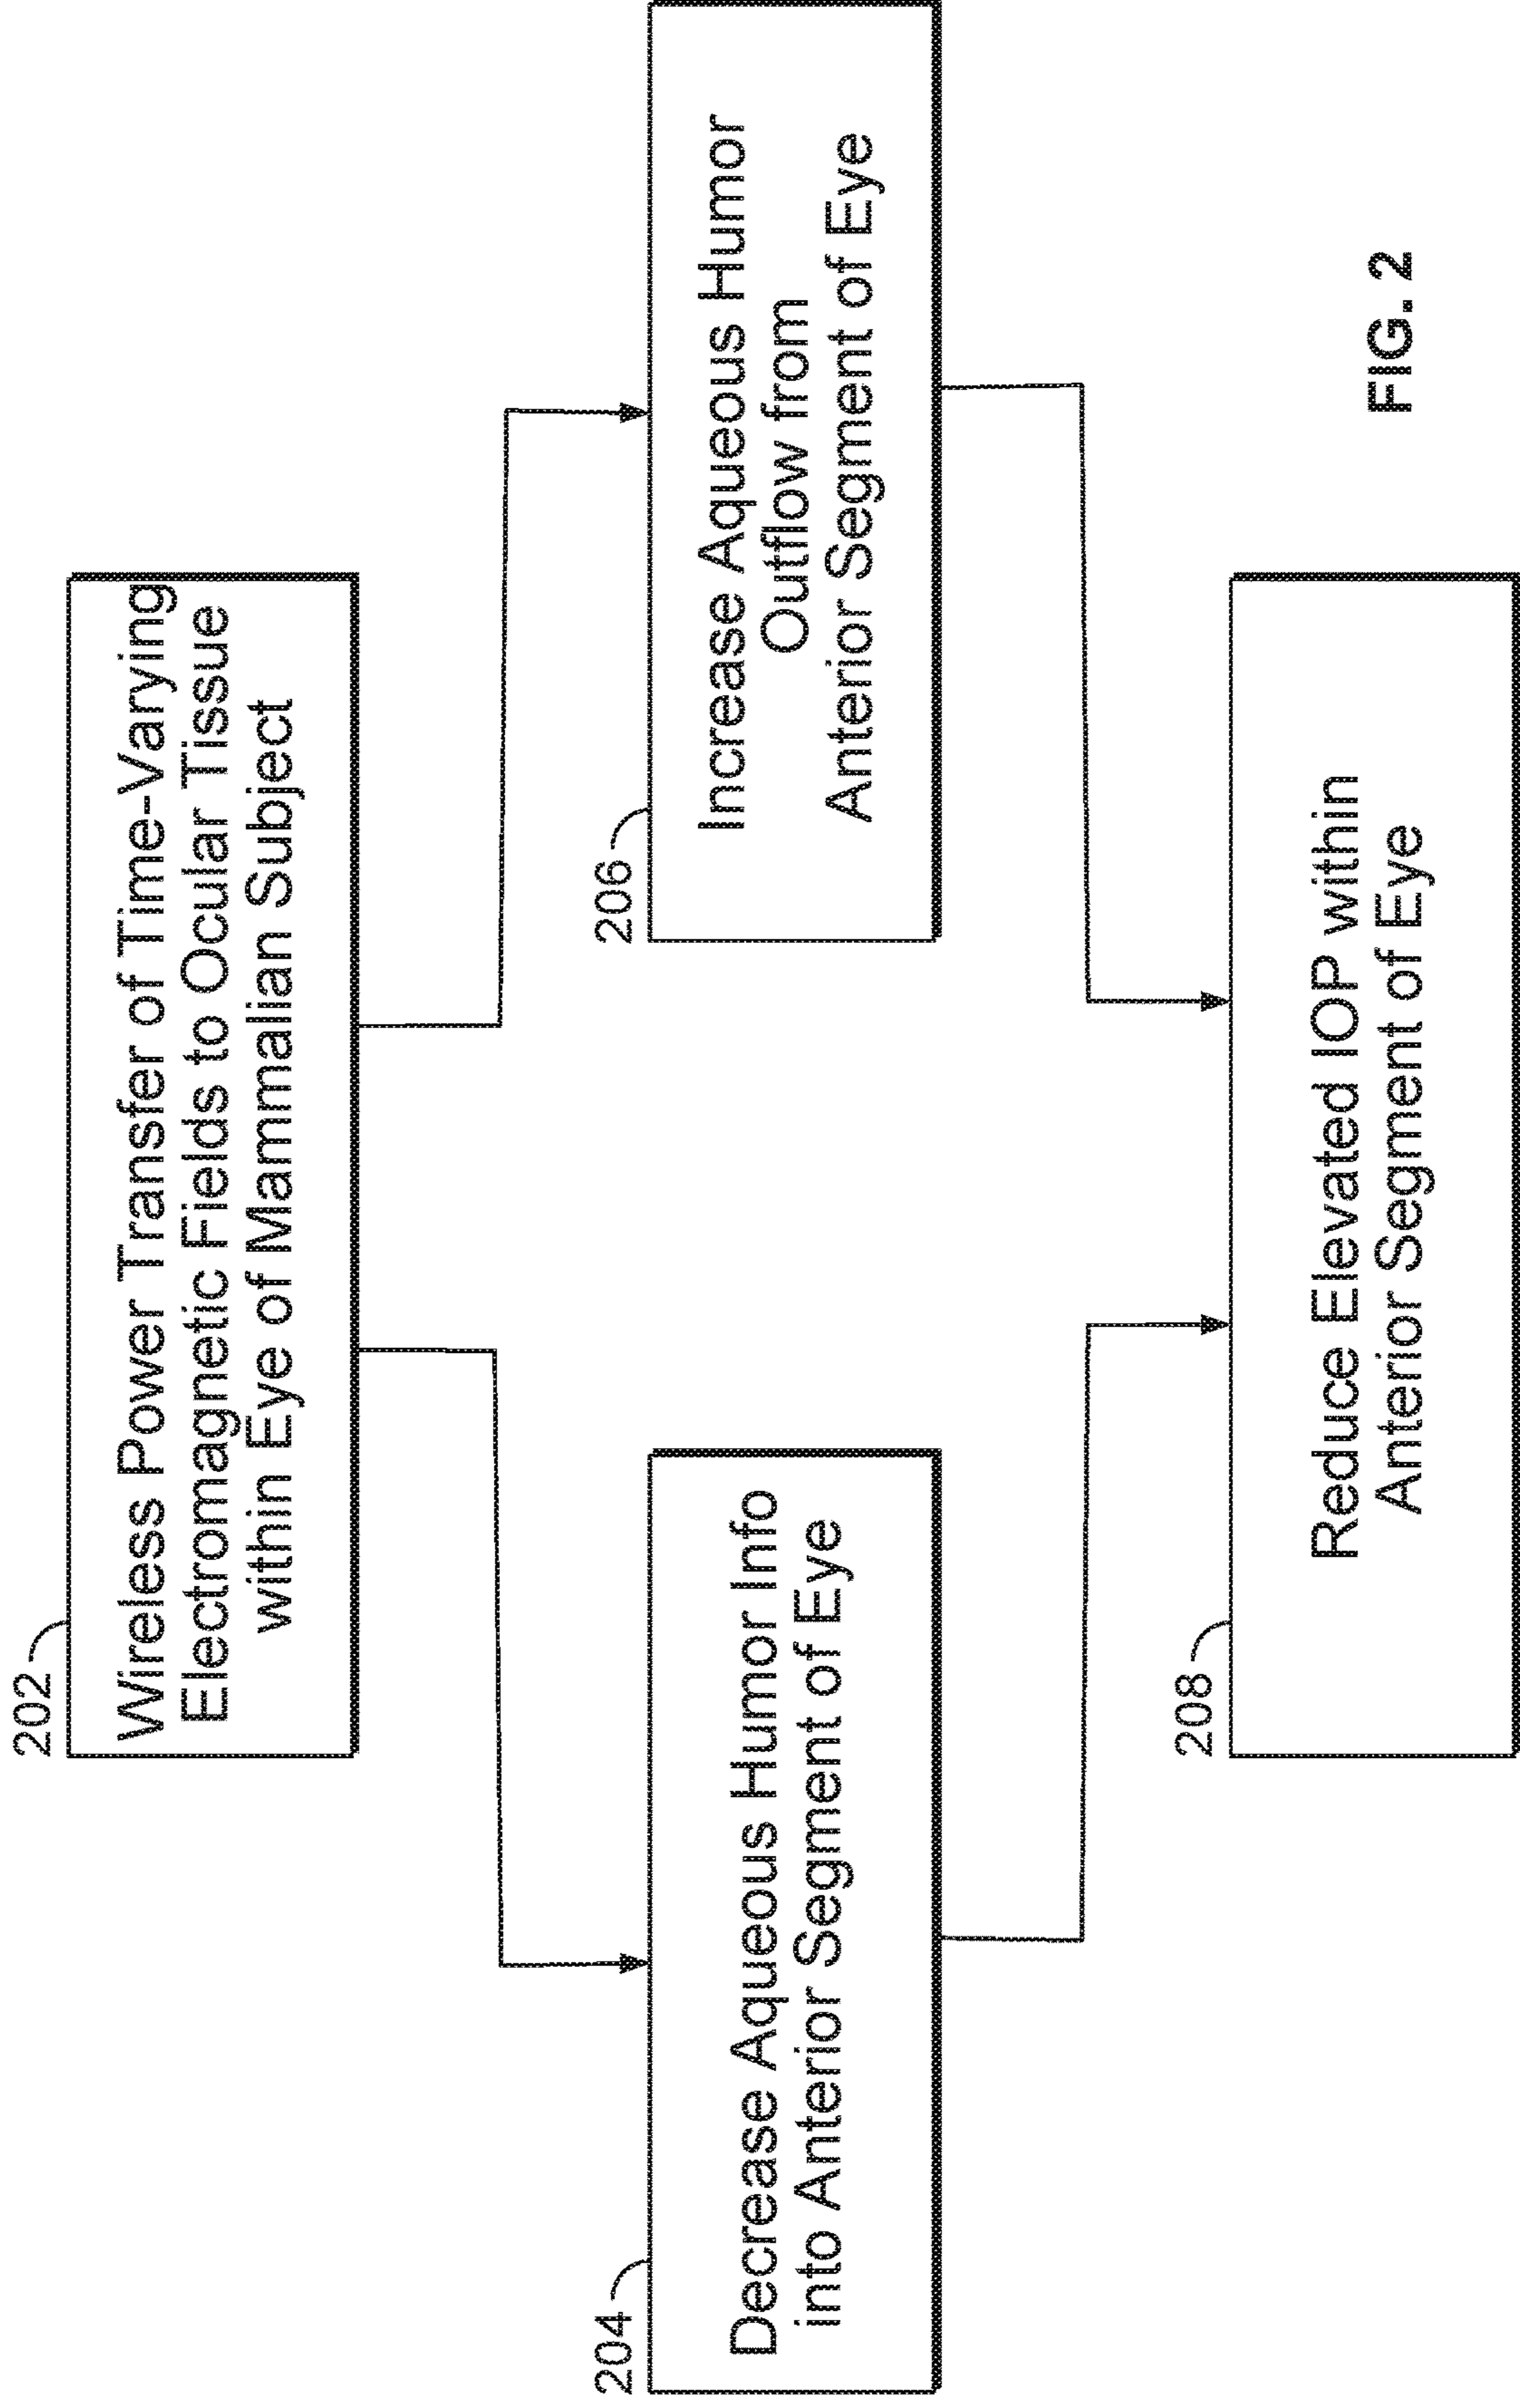 202
Wireless Power Transfer of Time-Varying
Electromagnetic Fields to Ocular Tissue
within Eye of Mammalian Subject
204
Decrease Aqueous Humor Info
into Anterior Segment of Eye
206
Increase Aqueous Humor
Outflow from
Anterior Segment of Eye
208
Reduce Elevated IOP within
Anterior Segment of Eye
FIG. 2